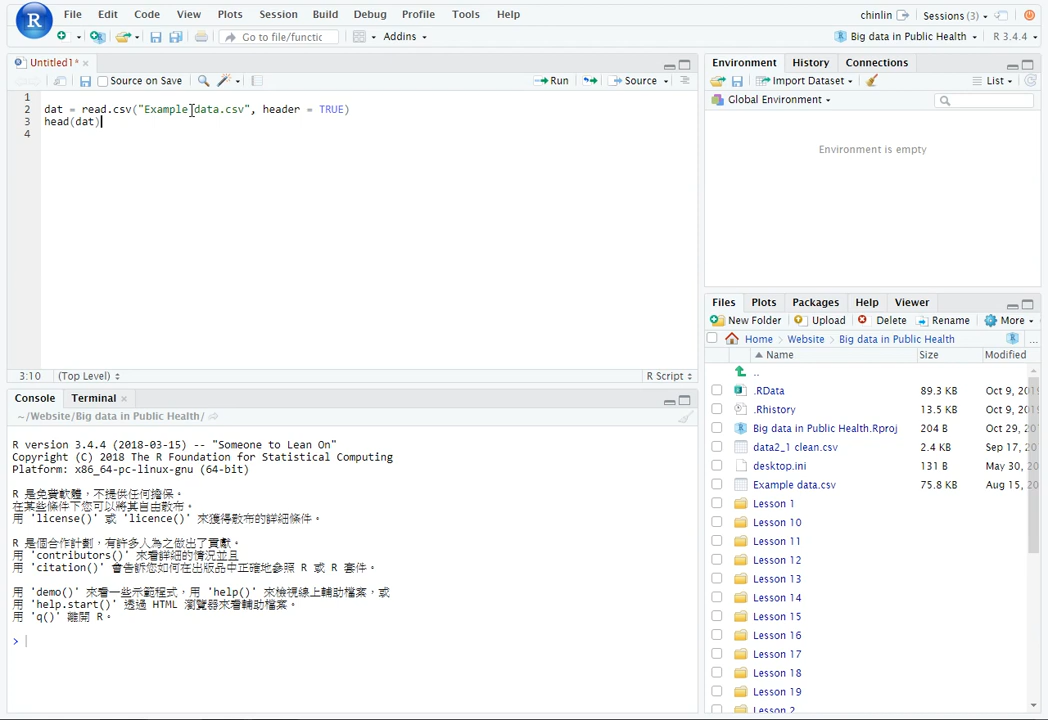 R File Edit Code View Plots Session Build Debug Profile Tools Help chinlin Sessions (3)
Go to file/functic Addins Big data in Public Health R 3.4.4
Untitled1*
Source on Save Run Source
1
2 dat = read.csv("Example data.csv", header = TRUE)
3 head(dat)
4
3:10 (Top Level) R Script
Console Terminal
~/Website/Big data in Public Health/
R version 3.4.4 (2018-03-15) -- "Someone to Lean On"
Copyright (C) 2018 The R Foundation for Statistical Computing
Platform: x86_64-pc-linux-gnu (64-bit)
R 是免費軟體，不提供任何擔保。
在某些條件下您可以將其自由散布。
用 'license()' 或 'licence()' 來獲得散布的詳細條件。
R 是個合作計劃，有許多人為之做出了貢獻。
用 'contributors()' 來看詳細的情況並且
用 'citation()' 會告訴您如何在出版品中正確地參照 R 或 R 套件。
用 'demo()' 來看一些示範程式，用 'help()' 來檢視線上輔助檔案，或
用 'help.start()' 透過 HTML 瀏覽器來看輔助檔案。
用 'q()' 離開 R。
>
Environment History Connections
Import Dataset List
Global Environment
Environment is empty
Files Plots Packages Help Viewer
New Folder Upload Delete Rename More
Home Website Big data in Public Health ...
Name Size Modified
..
.RData 89.3 KB Oct 9, 201
.Rhistory 13.5 KB Oct 9, 201
Big data in Public Health.Rproj 204 B Oct 29, 20
data2_1 clean.csv 2.4 KB Sep 17, 20
desktop.ini 131 B May 30, 20
Example data.csv 75.8 KB Aug 15, 20
Lesson 1
Lesson 10
Lesson 11
Lesson 12
Lesson 13
Lesson 14
Lesson 15
Lesson 16
Lesson 17
Lesson 18
Lesson 19
Lesson 2